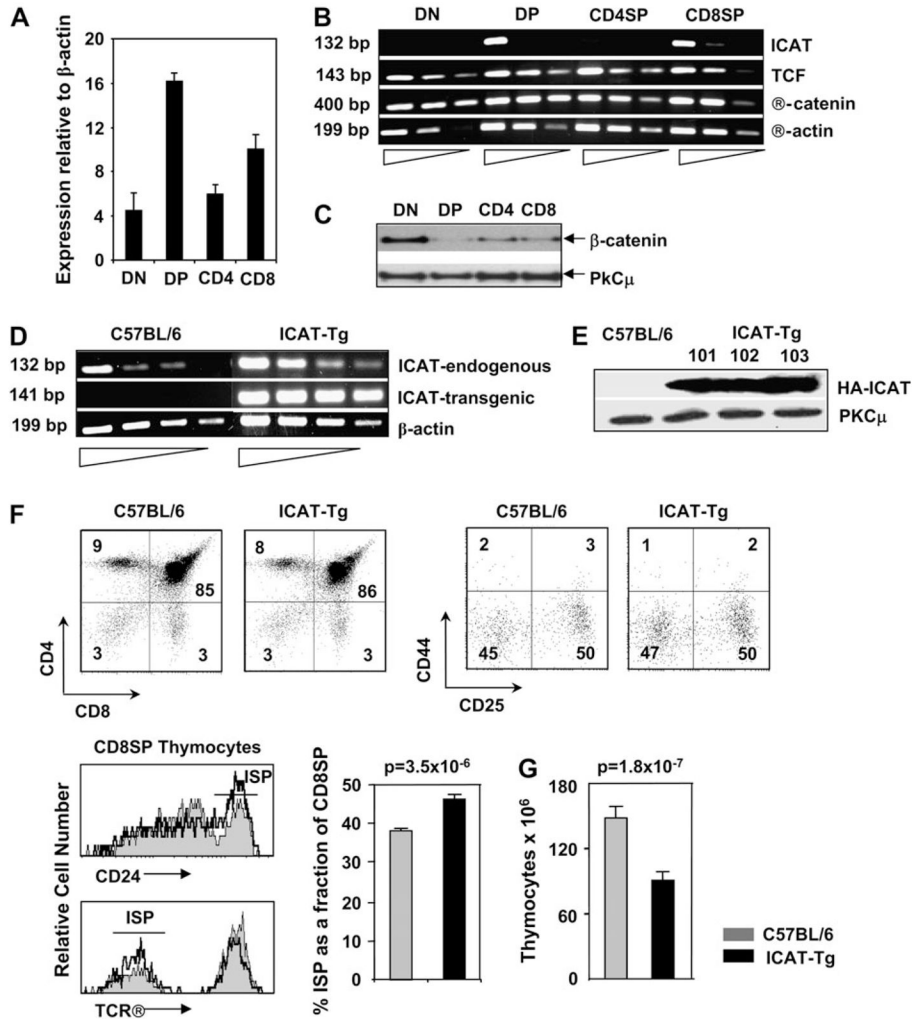 A
Expression relative to β-actin
20
16
12
8
4
0
DN DP CD4 CD8
B
DN DP CD4SP CD8SP
132 bp ICAT
143 bp TCF
400 bp ®-catenin
199 bp ®-actin
C
DN DP CD4 CD8
β-catenin
PkCμ
D
C57BL/6 ICAT-Tg
132 bp ICAT-endogenous
141 bp ICAT-transgenic
199 bp β-actin
E
C57BL/6 ICAT-Tg
101 102 103
HA-ICAT
PKCμ
F
C57BL/6 ICAT-Tg
9 8
85 86
3 3 3 3
CD4
CD8
C57BL/6 ICAT-Tg
2 3 1 2
45 50 47 50
CD44
CD25
CD8SP Thymocytes
ISP
CD24
Relative Cell Number
ISP
TCR®
p=3.5x10-6
% ISP as a fraction of CD8SP
50
40
30
20
10
0
G
p=1.8x10-7
Thymocytes x 106
180
120
60
0
C57BL/6
ICAT-Tg